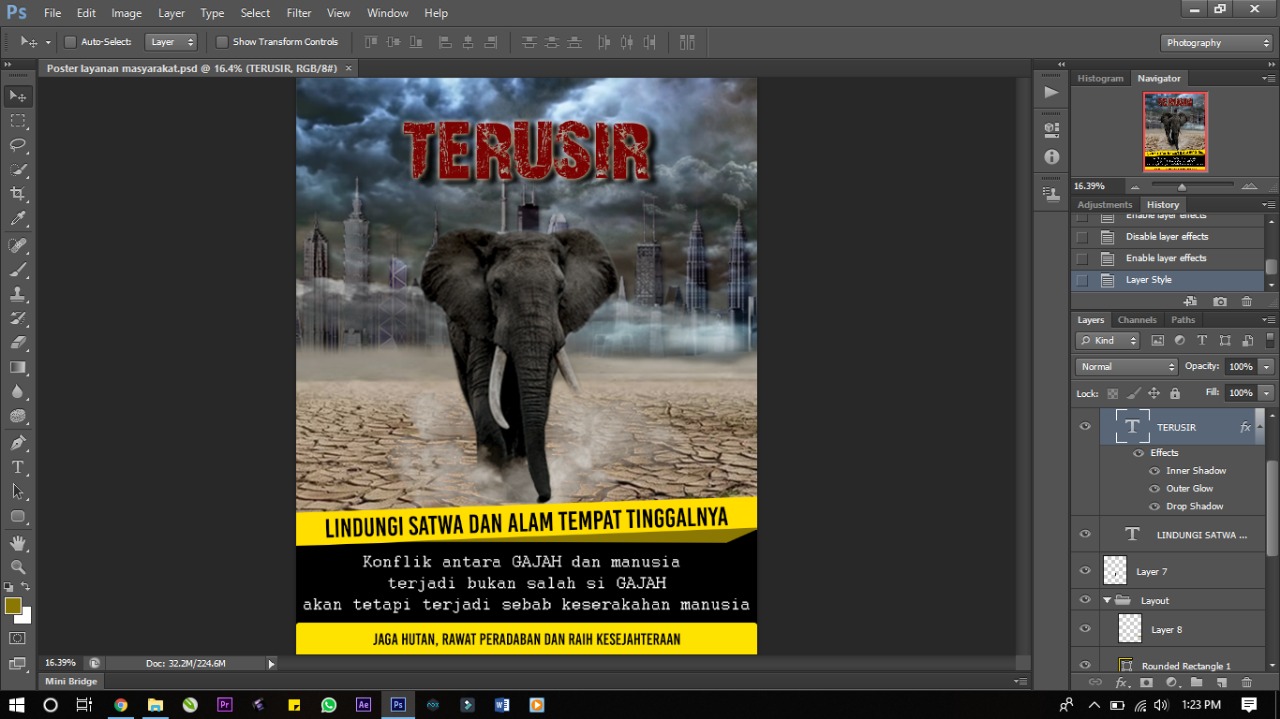 Ps File Edit Image Layer Type Select Filter View Window Help
Auto-Select: Layer Show Transform Controls Photography
Poster layanan masyarakat.psd @ 16.4% (TERUSIR, RGB/8#) ×
TERUSIR
LINDUNGI SATWA DAN ALAM TEMPAT TINGGALNYA
Konflik antara GAJAH dan manusia
terjadi bukan salah si GAJAH
akan tetapi terjadi sebab keserakahan manusia
JAGA HUTAN, RAWAT PERADABAN DAN RAIH KESEJAHTERAAN
16.39% Doc: 32.2M/224.6M
Mini Bridge
Histogram Navigator
16.39%
Adjustments History
Enable layer effects
Disable layer effects
Enable layer effects
Layer Style
Layers Channels Paths
Kind
Normal Opacity: 100%
Lock: Fill: 100%
T TERUSIR fx
Effects
Inner Shadow
Outer Glow
Drop Shadow
T LINDUNGI SATWA ...
Layer 7
Layout
Layer 8
Rounded Rectangle 1
Pr Ae Ps W 1:23 PM